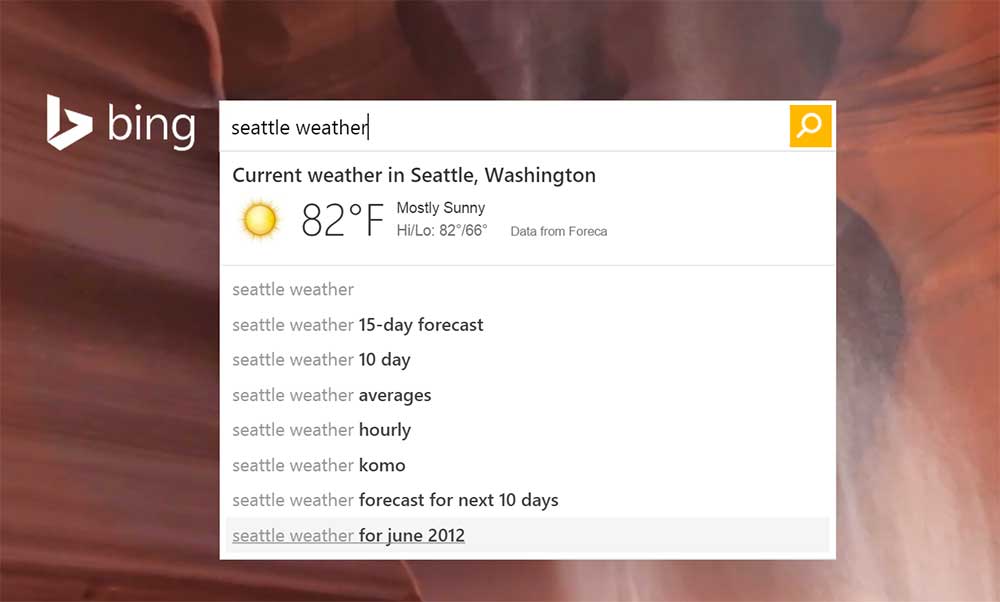 bing
seattle weather
Current weather in Seattle, Washington
82°F
Mostly Sunny
Hi/Lo: 82°/66° Data from Foreca
seattle weather
seattle weather 15-day forecast
seattle weather 10 day
seattle weather averages
seattle weather hourly
seattle weather komo
seattle weather forecast for next 10 days
seattle weather for june 2012